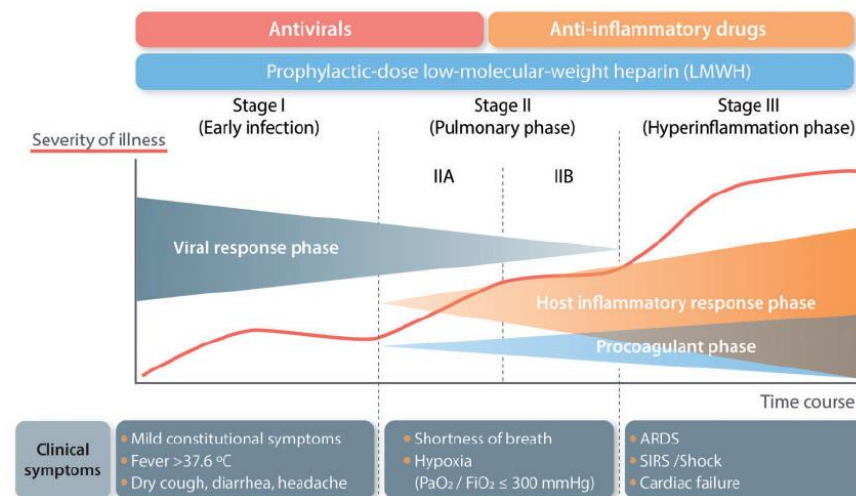 Antivirals
Anti-inflammatory drugs
Prophylactic-dose low-molecular-weight heparin (LMWH)
Stage I
(Early infection)
Stage II
(Pulmonary phase)
Stage III
(Hyperinflammation phase)
Severity of illness
IIA
IIB
Viral response phase
Host inflammatory response phase
Procoagulant phase
Time course
Clinical
symptoms
• Mild constitutional symptoms
• Fever >37.6 ºC
• Dry cough, diarrhea, headache
• Shortness of breath
• Hypoxia
(PaO2 / FiO2 ≤ 300 mmHg)
• ARDS
• SIRS /Shock
• Cardiac failure